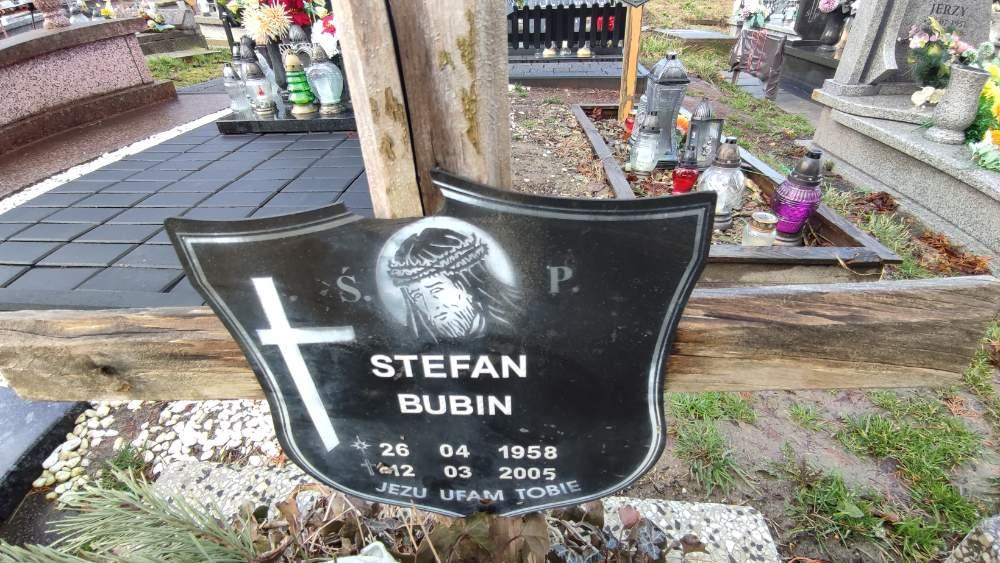 JERZY
Ś. P.
STEFAN
BUBIN
26 04 1958
12 03 2005
JEZU UFAM TOBIE